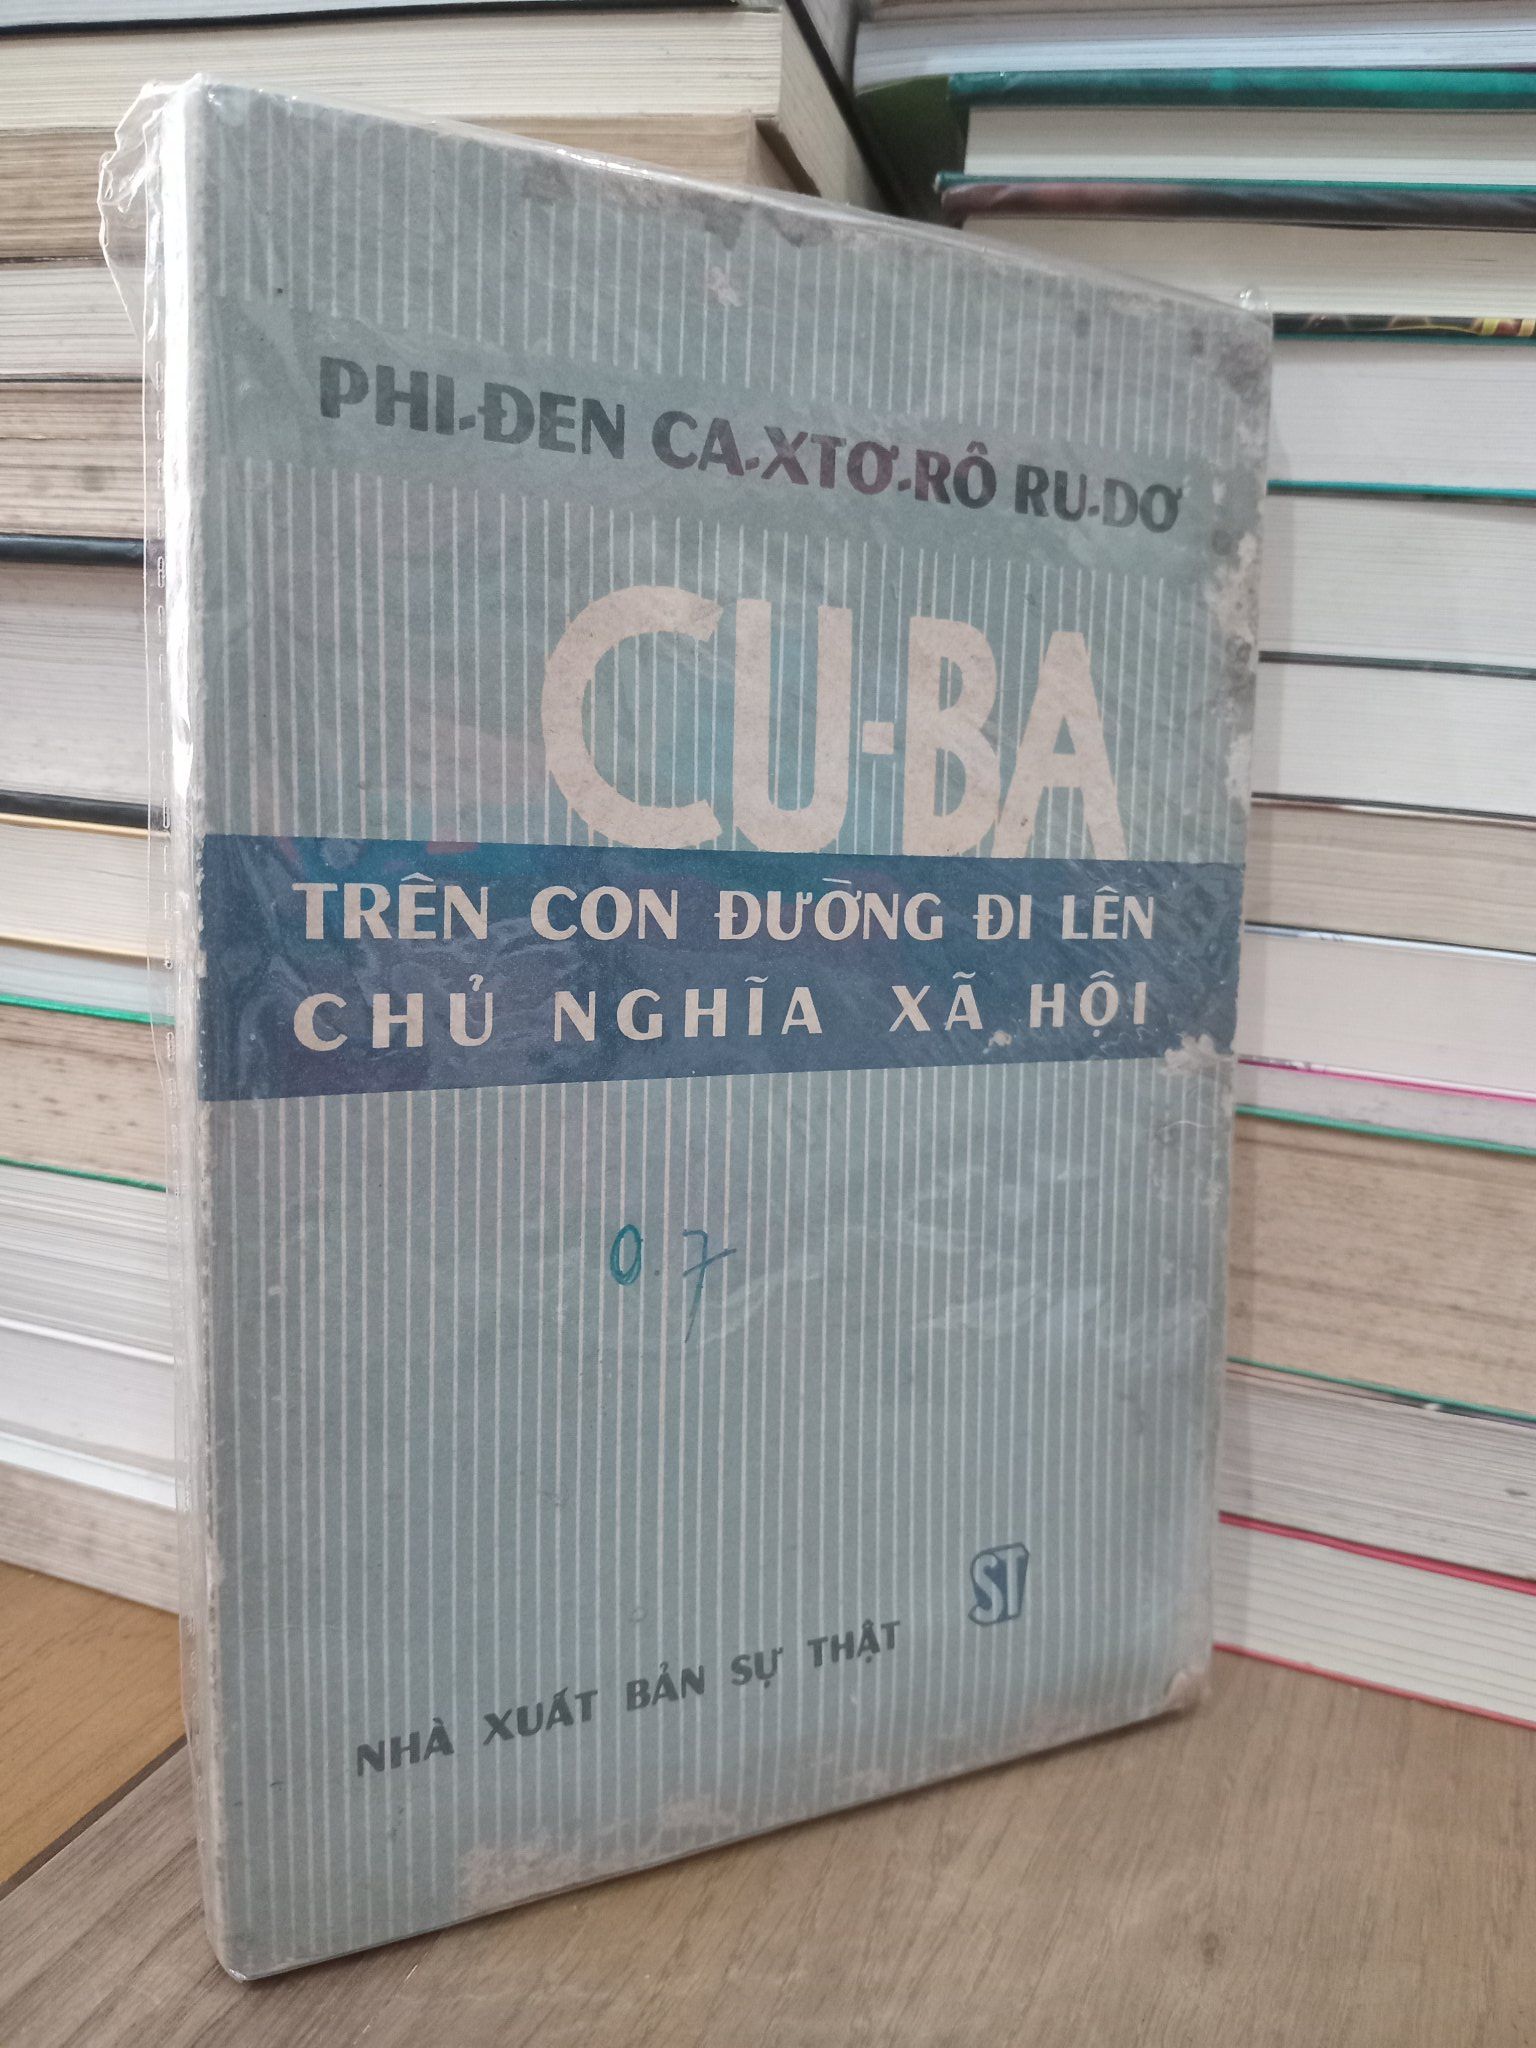 PHI-ĐEN CA-XTƠ-RÔ RU-DƠ
CU-BA
TRÊN CON ĐƯỜNG ĐI LÊN
CHỦ NGHĨA XÃ HỘI
0.7
ST
NHÀ XUẤT BẢN SỰ THẬT